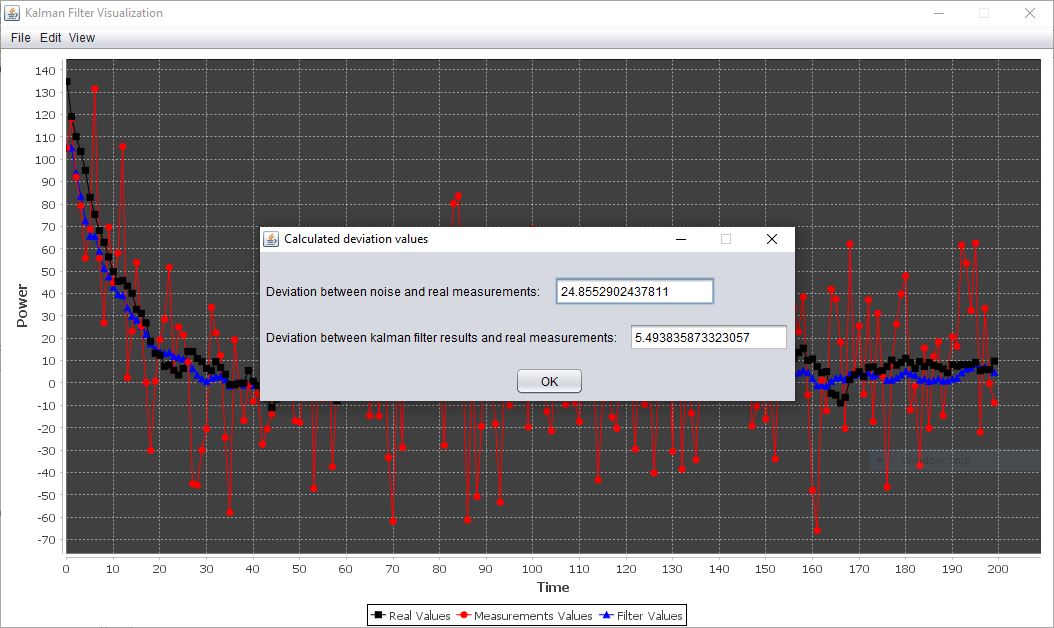 Kalman Filter Visualization
File Edit View
140
130
120
110
100
90
80
70
60
50
40
30
20
10
0
-10
-20
-30
-40
-50
-60
-70
Power
Calculated deviation values
Deviation between noise and real measurements: 24.8552902437811
Deviation between kalman filter results and real measurements: 5.493835873323057
OK
0 10 20 30 40 50 60 70 80 90 100 110 120 130 140 150 160 170 180 190 200
Time
Real Values Measurements Values Filter Values